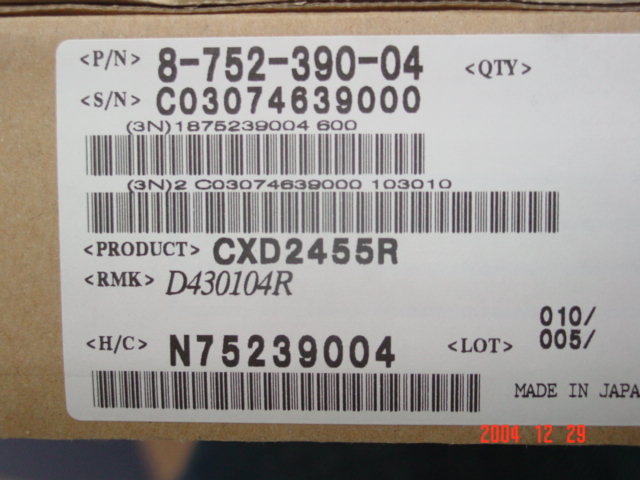 <P/N> 8-752-390-04 <QTY>
<S/N> C03074639000
(3N)1875239004 600
(3N)2 C03074639000 103010
<PRODUCT> CXD2455R
<RMK> D430104R
010/
<H/C> N75239004 <LOT> 005/
MADE IN JAPA
2004 12 29